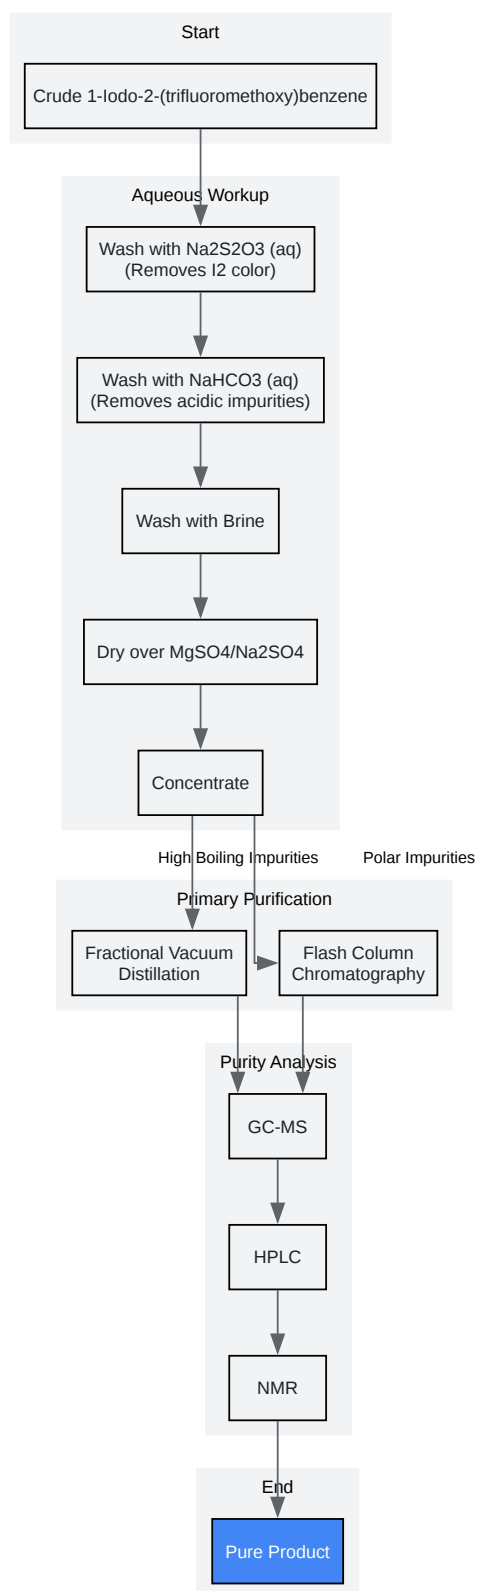 Start
Crude 1-Iodo-2-(trifluoromethoxy)benzene
Aqueous Workup
Wash with Na2S2O3 (aq)
(Removes I2 color)
Wash with NaHCO3 (aq)
(Removes acidic impurities)
Wash with Brine
Dry over MgSO4/Na2SO4
Concentrate
High Boiling Impurities
Polar Impurities
Primary Purification
Fractional Vacuum
Distillation
Flash Column
Chromatography
Purity Analysis
GC-MS
HPLC
NMR
End
Pure Product